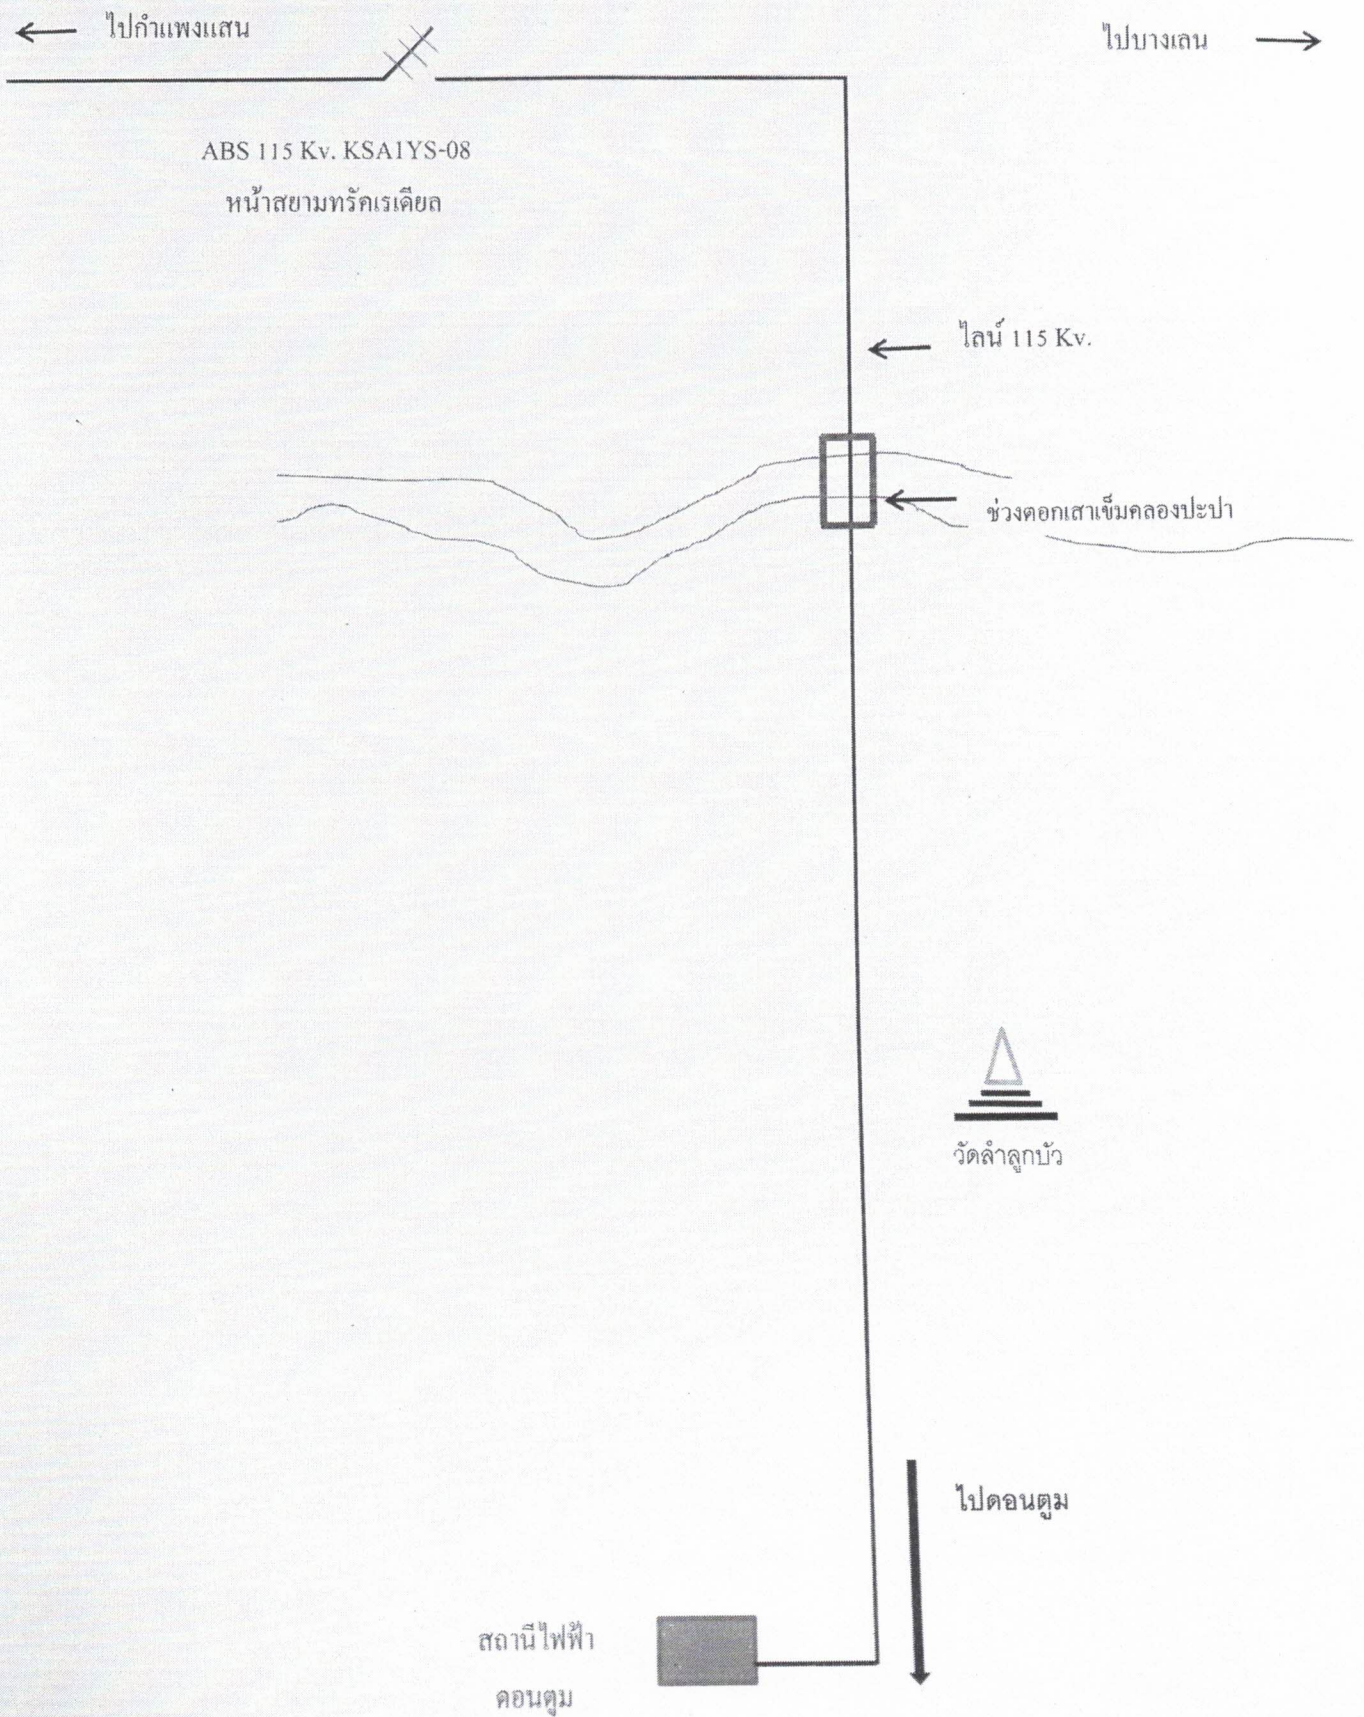 ไปกำแพงแสน
ไปบางเลน
ABS 115 Kv. KSA1YS-08
หน้าสยามทรัคเรเดียล
ไลน์ 115 Kv.
ช่วงตอกเสาเข็มคลองปะปา
วัดลำลูกบัว
ไปดอนตูม
สถานีไฟฟ้า
ดอนตูม